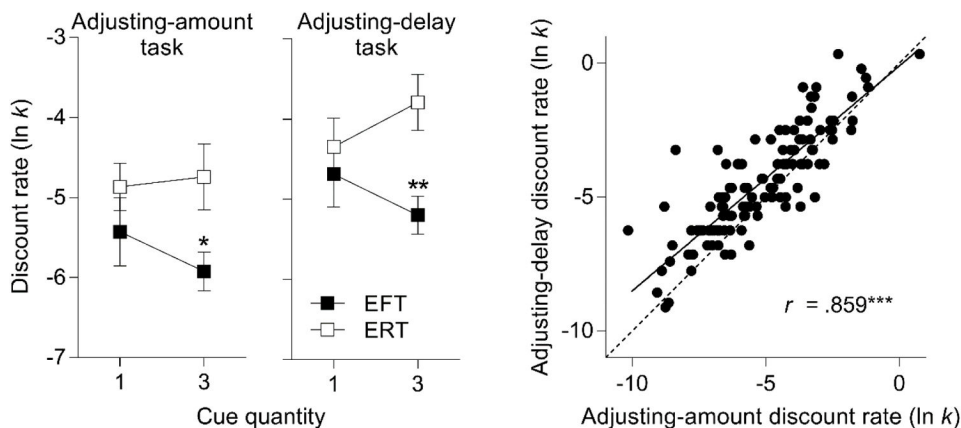 Adjusting-amount task
Adjusting-delay task
Discount rate (ln k)
-3
-4
-5
-6
-7
*
**
EFT
ERT
1
3
1
3
Cue quantity
Adjusting-delay discount rate (ln k)
0
-5
-10
r = .859***
-10
-5
0
Adjusting-amount discount rate (ln k)